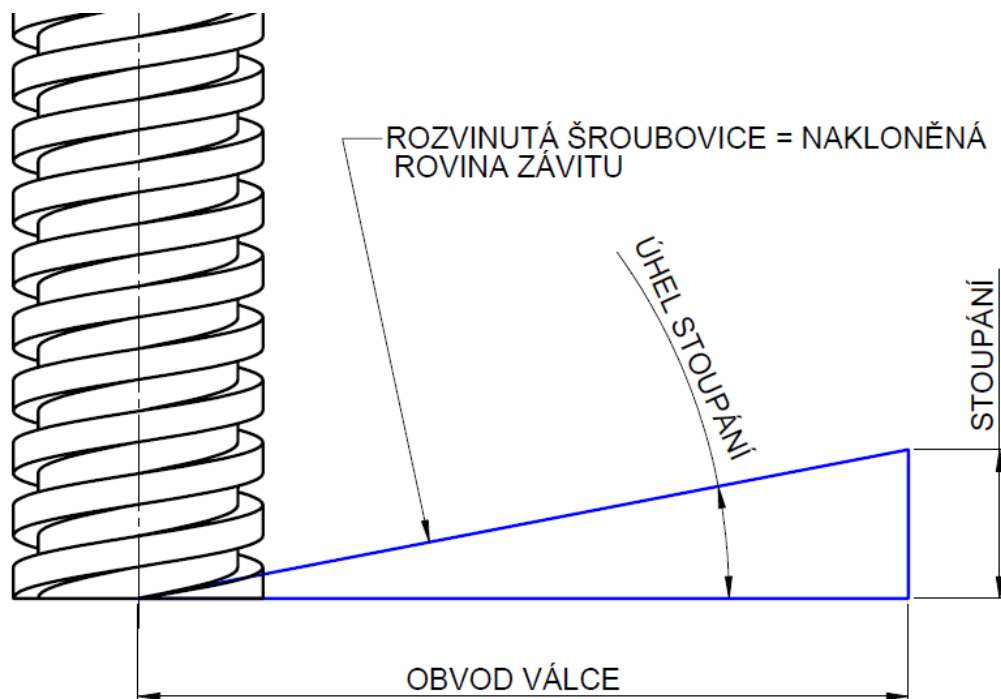 ROZVINUTÁ ŠROUBOVICE = NAKLONĚNÁ
ROVINA ZÁVITU
ÚHEL STOUPÁNÍ
STOUPÁNÍ
OBVOD VÁLCE